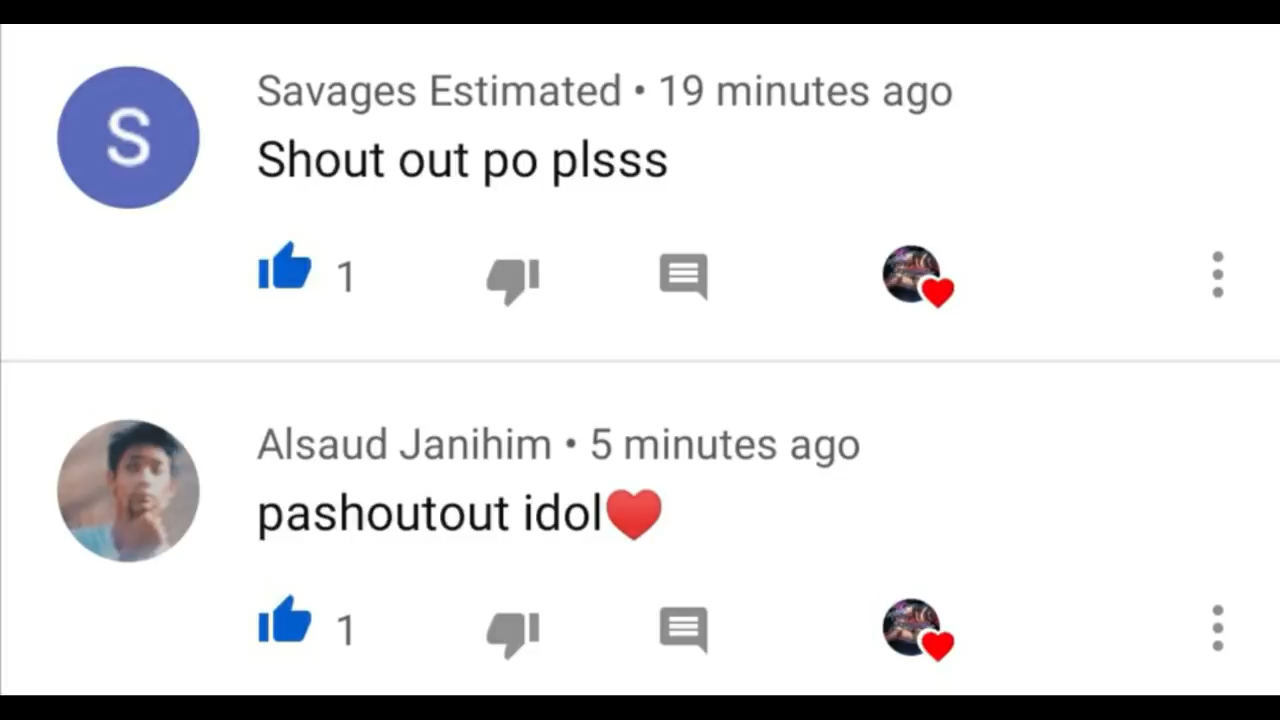 S
Savages Estimated • 19 minutes ago
Shout out po plsss
1
Alsaud Janihim • 5 minutes ago
pashoutout idol❤️
1